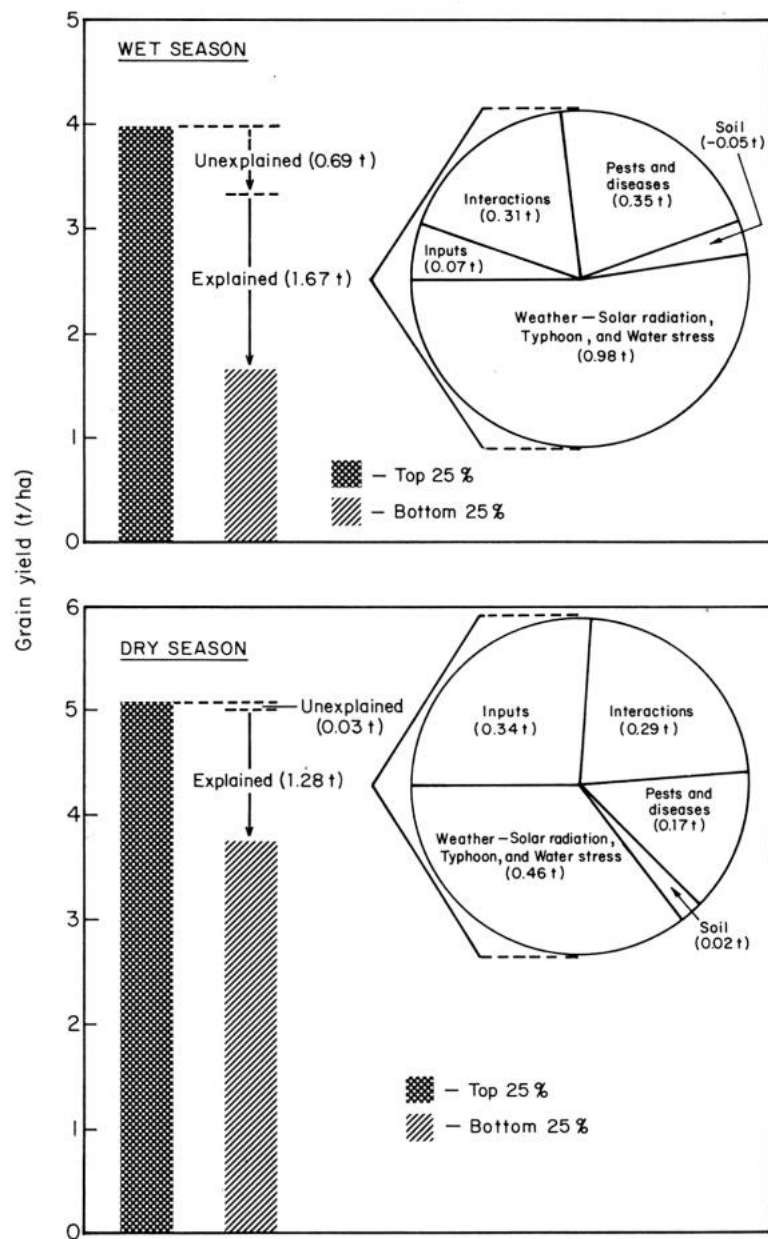 Grain yield (t/ha)
5
4
3
2
1
0
WET SEASON
Unexplained (0.69 t)
Explained (1.67 t)
Interactions
(0.31 t)
Pests and
diseases
(0.35 t)
Soil
(-0.05 t)
Inputs
(0.07 t)
Weather — Solar radiation,
Typhoon, and Water stress
(0.98 t)
— Top 25 %
— Bottom 25 %
6
5
4
3
2
1
0
DRY SEASON
Unexplained
(0.03 t)
Explained (1.28 t)
Inputs
(0.34 t)
Interactions
(0.29 t)
Pests and
diseases
(0.17 t)
Weather — Solar radiation,
Typhoon, and Water stress
(0.46 t)
Soil
(0.02 t)
— Top 25 %
— Bottom 25 %